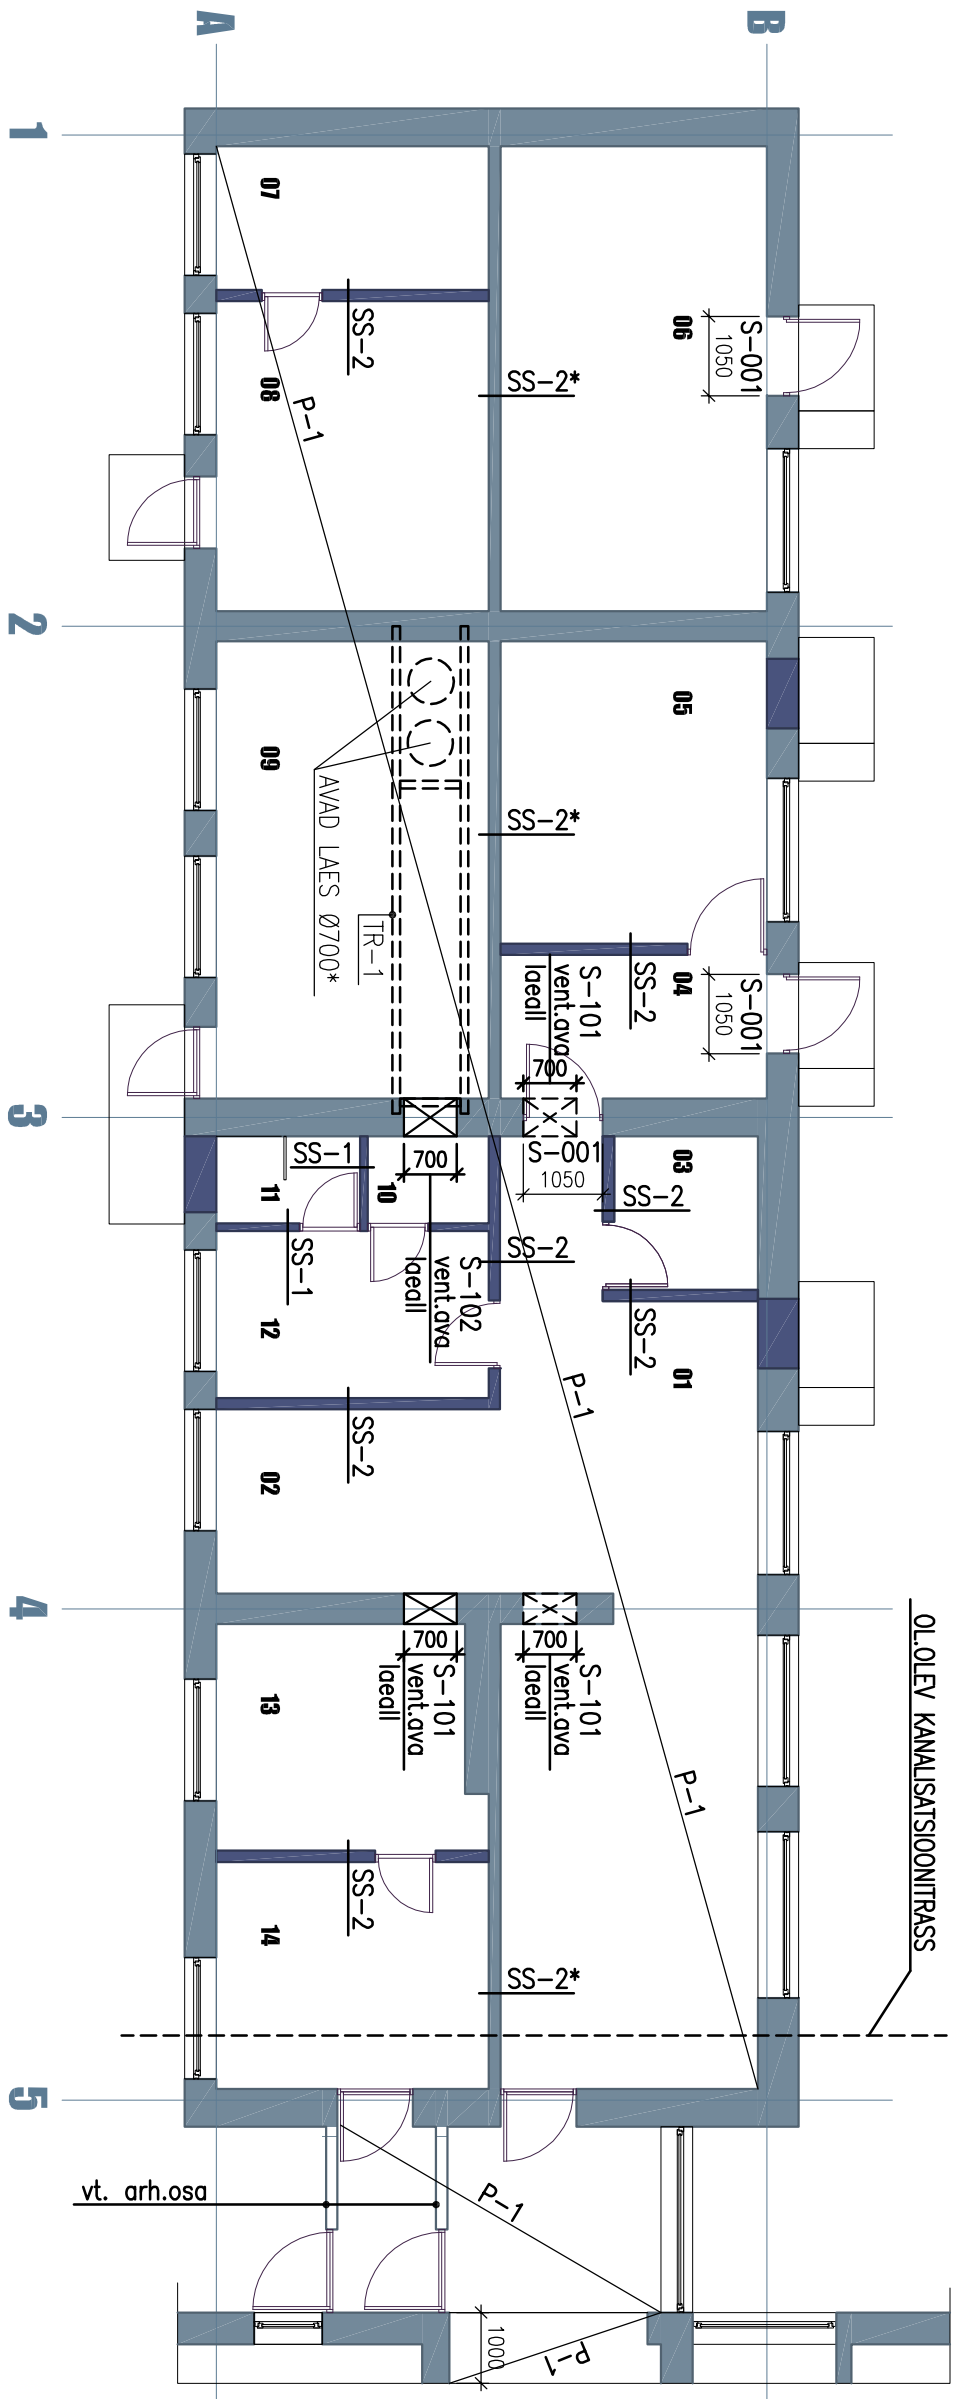 A
B
1
07
SS-2
08
P-1
SS-2*
06
S-001
1050
2
09
AVAD LAES Ø700*
TR-1
SS-2*
05
S-101
vent.ava
laeall
700
SS-2
04
S-001
1050
3
SS-1
11
10
700
S-001
1050
03
SS-2
SS-1
12
S-102
vent.ava
laeall
SS-2
SS-2
01
P-1
SS-2
02
4
700
S-101
vent.ava
laeall
700
S-101
vent.ava
laeall
13
P-1
OL.OLEV KANALISATSIOONITRASS
SS-2
14
SS-2*
5
vt. arh.osa
P-1
P-1
1000